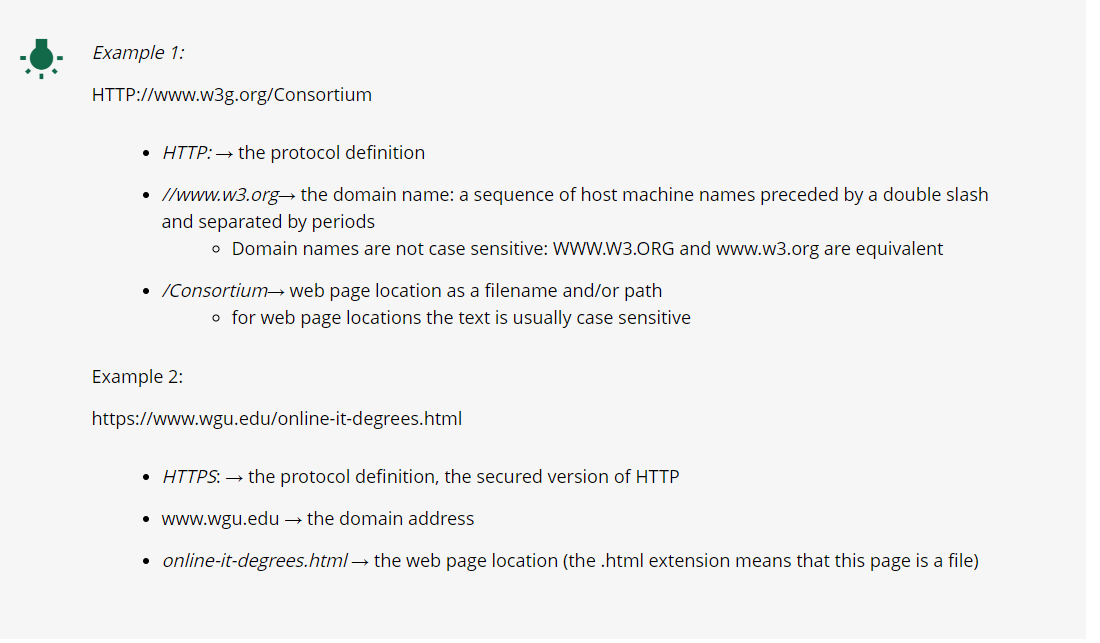 Example 1:
HTTP://www.w3g.org/Consortium
• HTTP: → the protocol definition
• //www.w3.org→ the domain name: a sequence of host machine names preceded by a double slash
and separated by periods
◦ Domain names are not case sensitive: WWW.W3.ORG and www.w3.org are equivalent
• /Consortium→ web page location as a filename and/or path
◦ for web page locations the text is usually case sensitive
Example 2:
https://www.wgu.edu/online-it-degrees.html
• HTTPS: → the protocol definition, the secured version of HTTP
• www.wgu.edu → the domain address
• online-it-degrees.html → the web page location (the .html extension means that this page is a file)